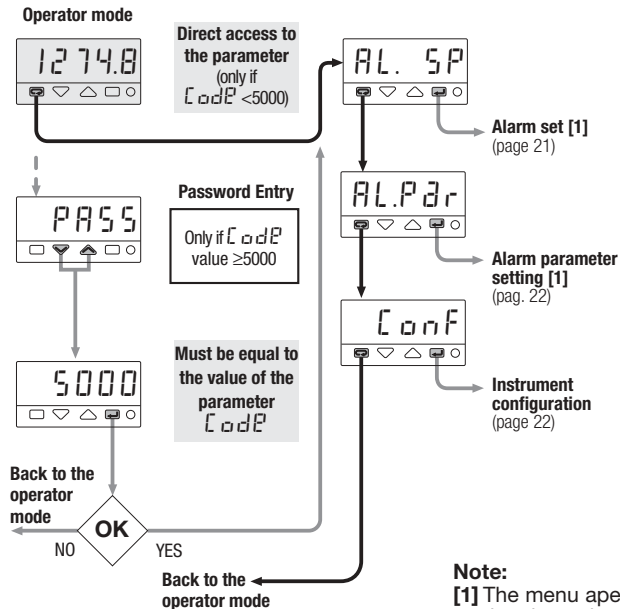 Operator mode
1274.8
Direct access to
the parameter
(only if
CodE <5000)
AL. SP
Alarm set [1]
(page 21)
PASS
Password Entry
Only if CodE
value ≥5000
AL.PAr
Alarm parameter
setting [1]
(pag. 22)
ConF
5000
Must be equal to
the value of the
parameter
CodE
Instrument
configuration
(page 22)
Back to the
operator
mode
OK
NO
YES
Back to the
operator mode
Note:
[1] The menu ape